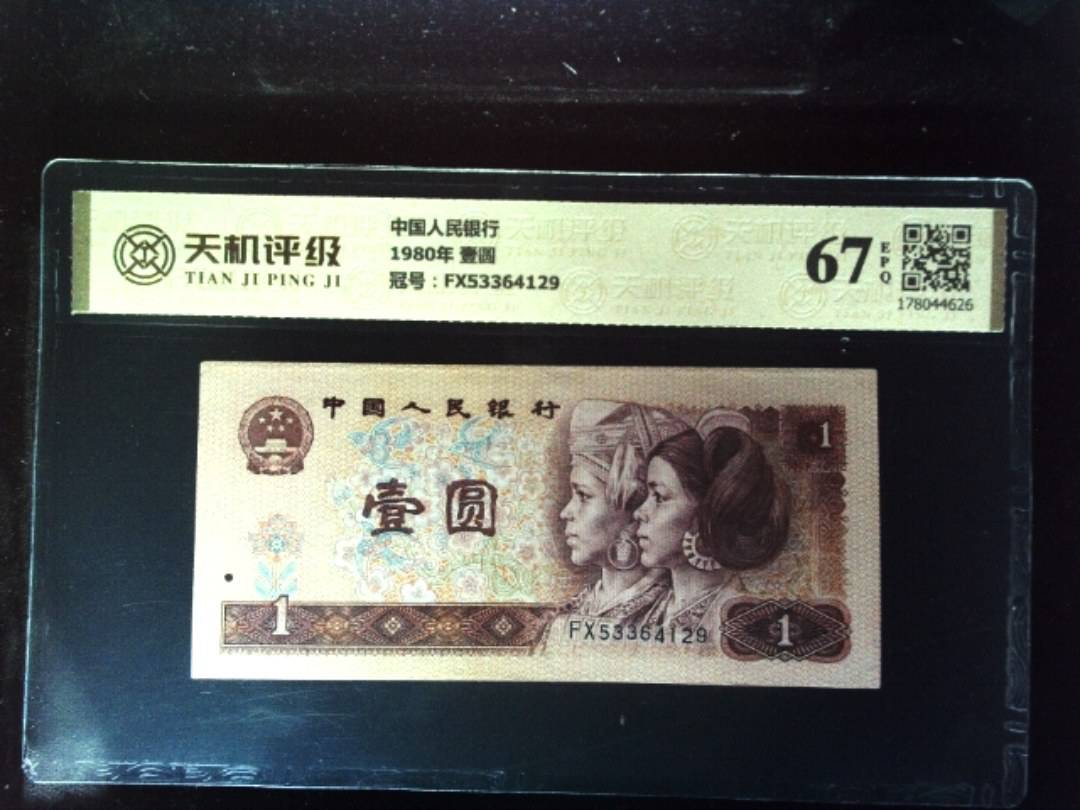 天机评级
TIAN JI PING JI
中国人民银行
1980年 壹圆
冠号：FX53364129
67
EPQ
178044626
中国人民银行
1
壹圆
1
FX53364129
1